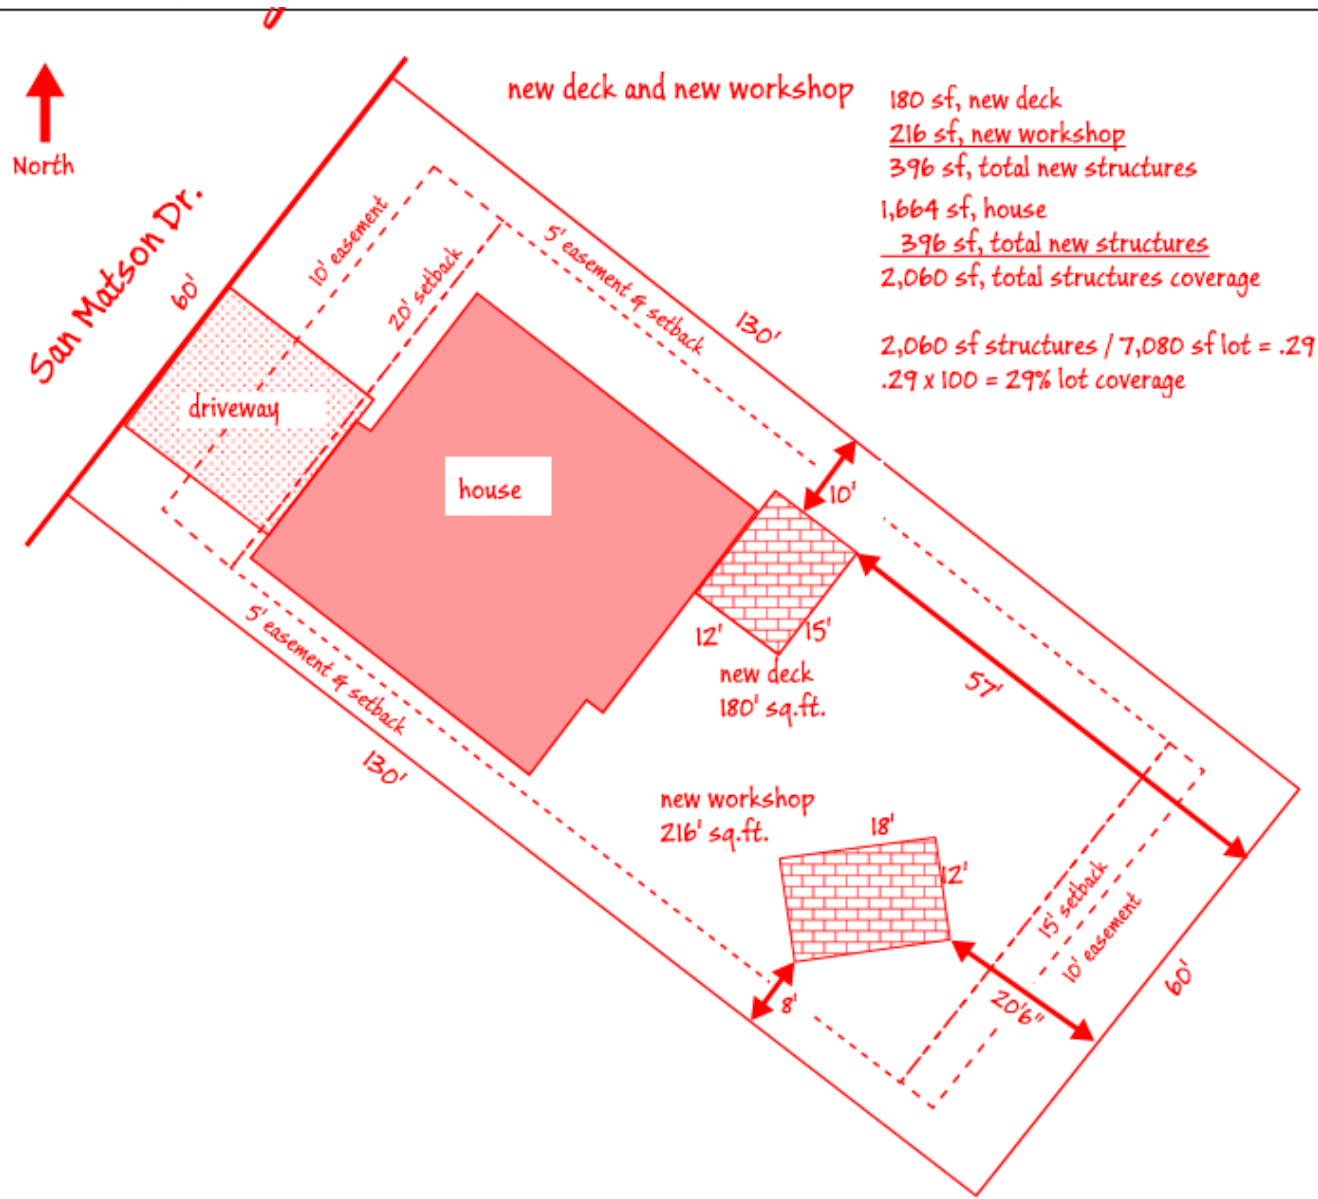 new deck and new workshop
North
San Matson Dr.
180 sf, new deck
216 sf, new workshop
396 sf, total new structures
1,664 sf, house
396 sf, total new structures
2,060 sf, total structures coverage
2,060 sf structures / 7,080 sf lot = .29
.29 x 100 = 29% lot coverage
60'
10' easement
20' setback
5' easement & setback
130'
driveway
house
10'
12'
15'
new deck
180' sq.ft.
57'
5' easement & setback
130'
new workshop
216' sq.ft.
18'
12'
8'
20'6"
15' setback
10' easement
60'